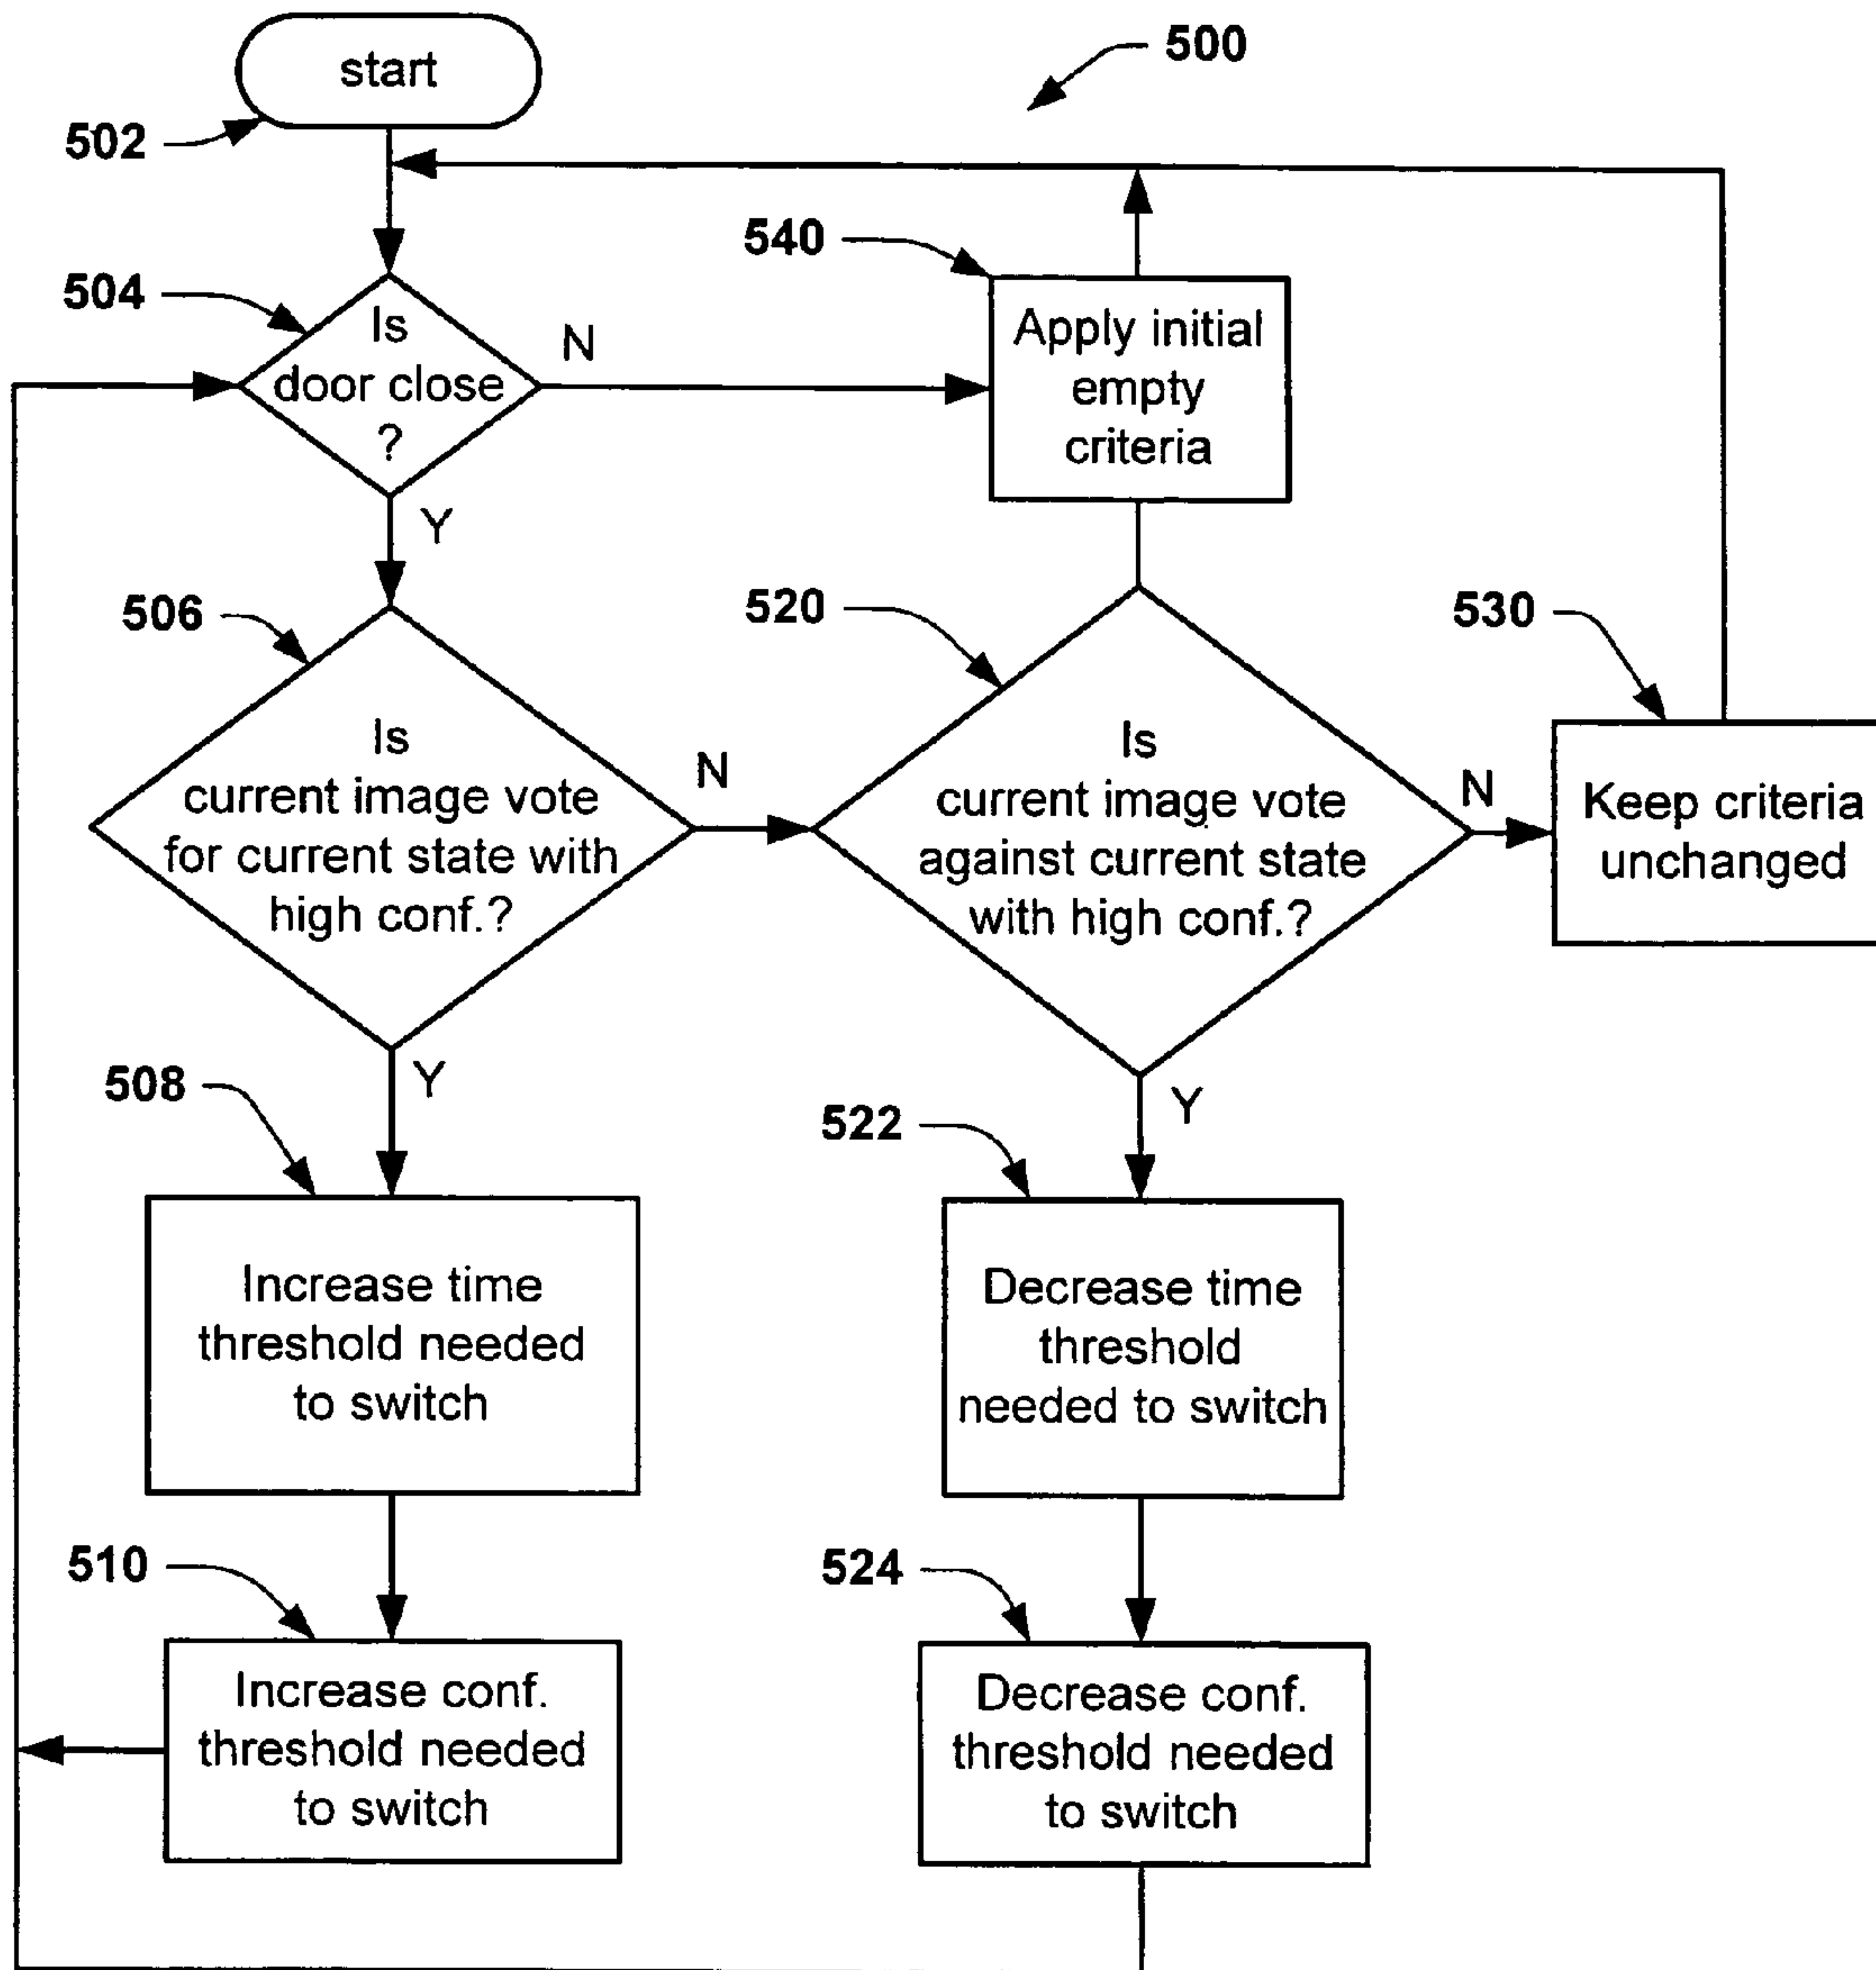 start
500
502
504
Is
door close
?
N
Y
540
Apply initial
empty
criteria
506
Is
current image vote
for current state with
high conf.?
N
Y
520
Is
current image vote
against current state
with high conf.?
N
Y
530
Keep criteria
unchanged
508
Increase time
threshold needed
to switch
522
Decrease time
threshold
needed to switch
510
Increase conf.
threshold needed
to switch
524
Decrease conf.
threshold needed
to switch